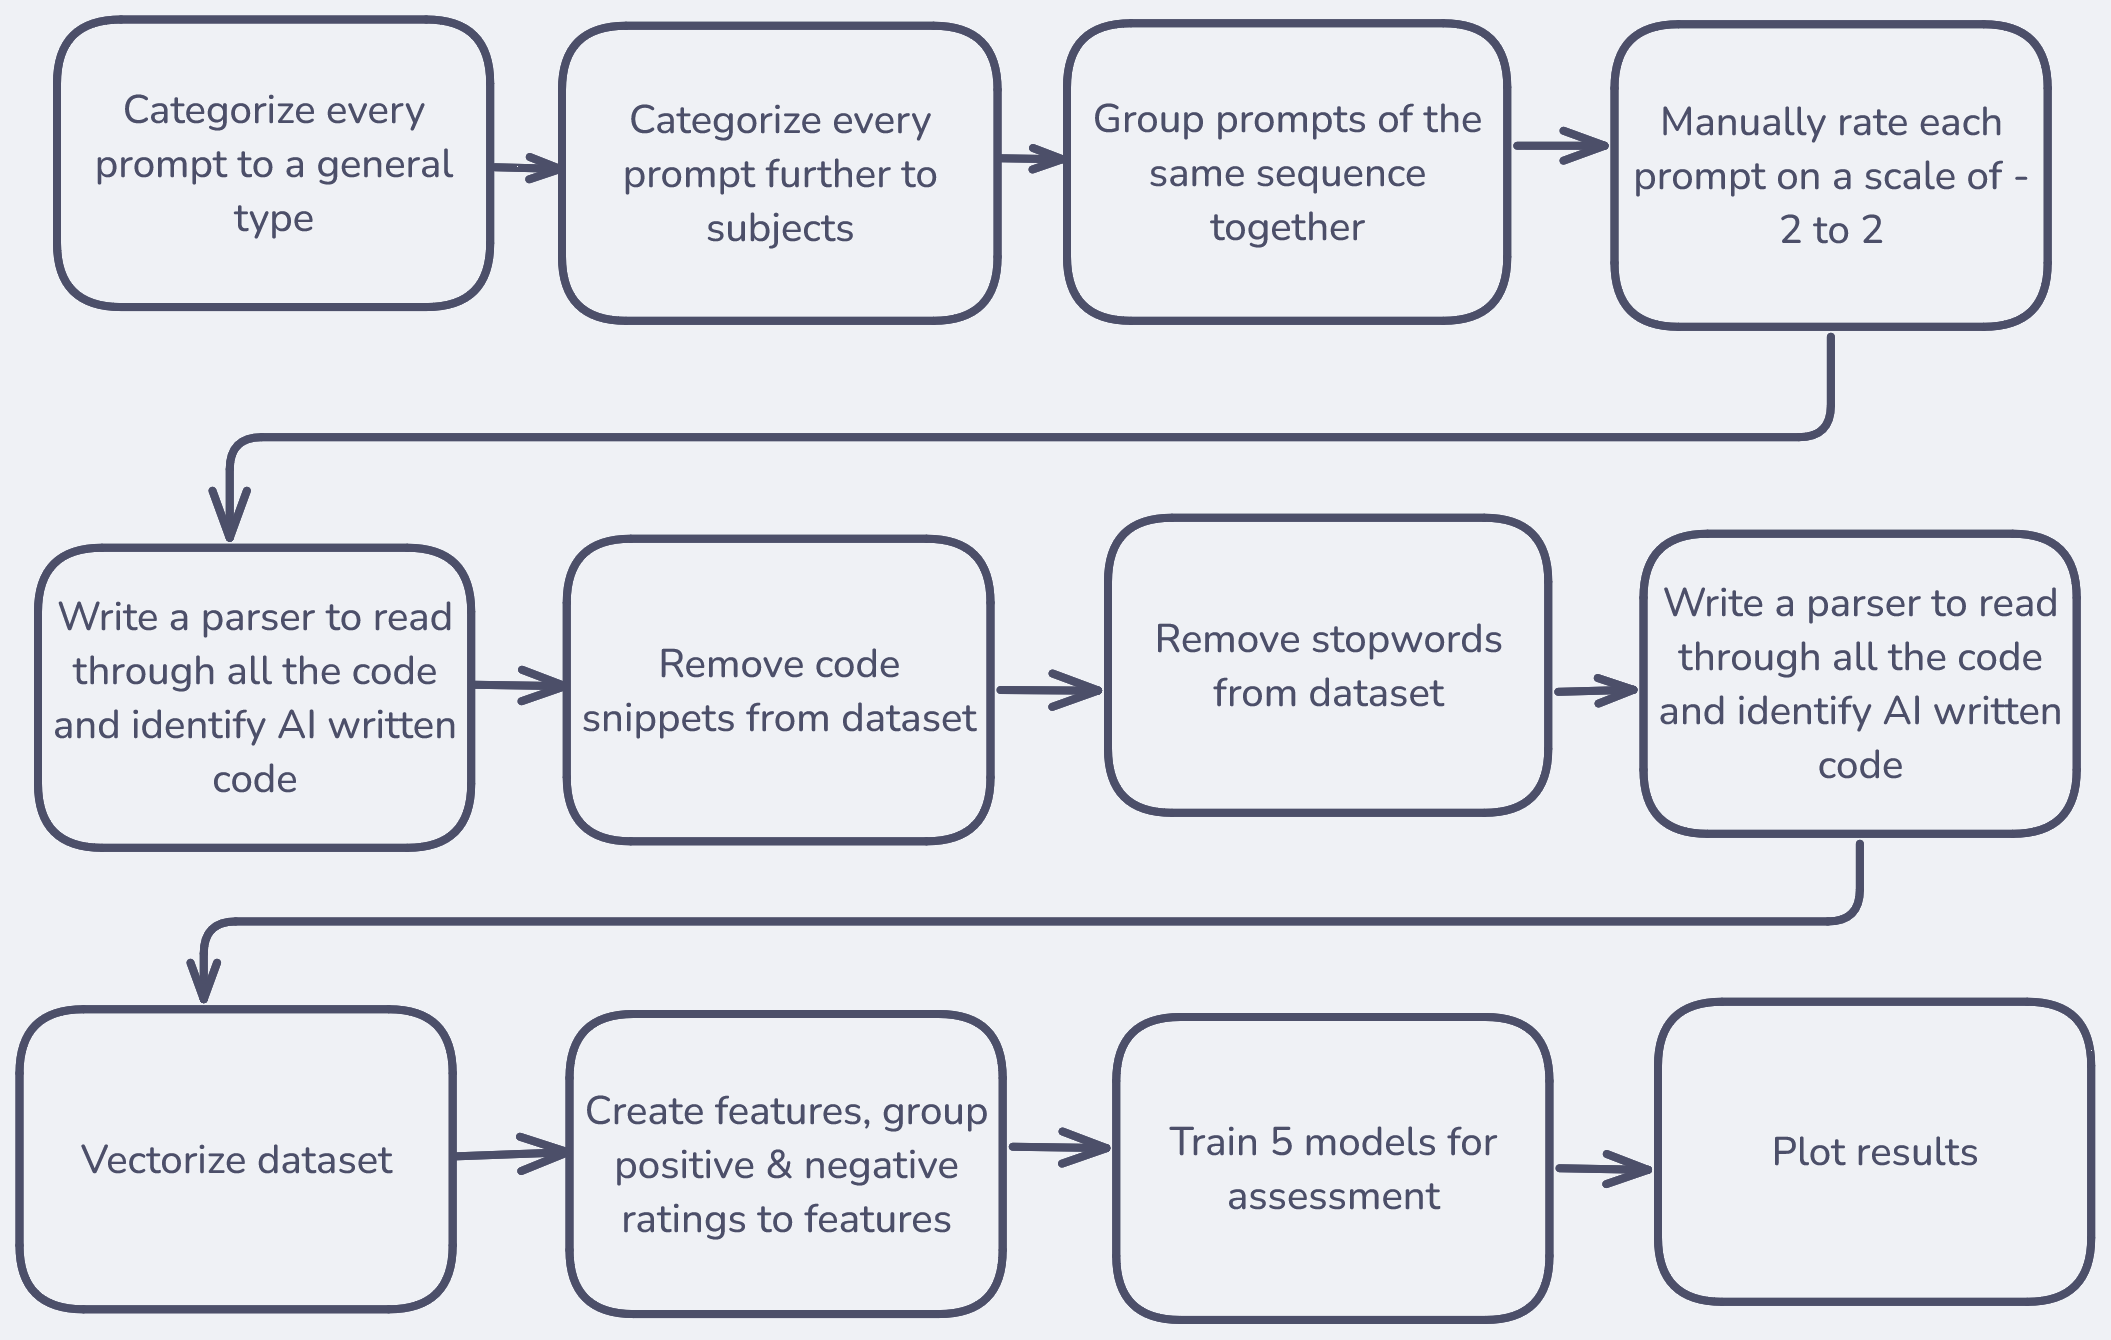 Categorize every
prompt to a general
type
Categorize every
prompt further to
subjects
Group prompts of the
same sequence
together
Manually rate each
prompt on a scale of -
2 to 2
Write a parser to read
through all the code
and identify AI written
code
Remove code
snippets from dataset
Remove stopwords
from dataset
Write a parser to read
through all the code
and identify AI written
code
Vectorize dataset
Create features, group
positive & negative
ratings to features
Train 5 models for
assessment
Plot results